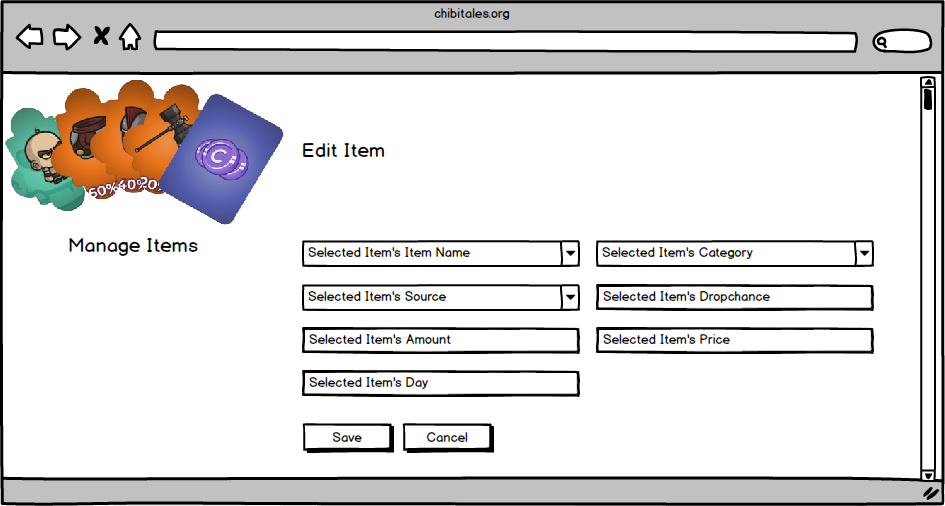 chibitales.org
60% 40% 20%
C
Edit Item
Manage Items
Selected Item's Item Name
Selected Item's Category
Selected Item's Source
Selected Item's Dropchance
Selected Item's Amount
Selected Item's Price
Selected Item's Day
Save
Cancel